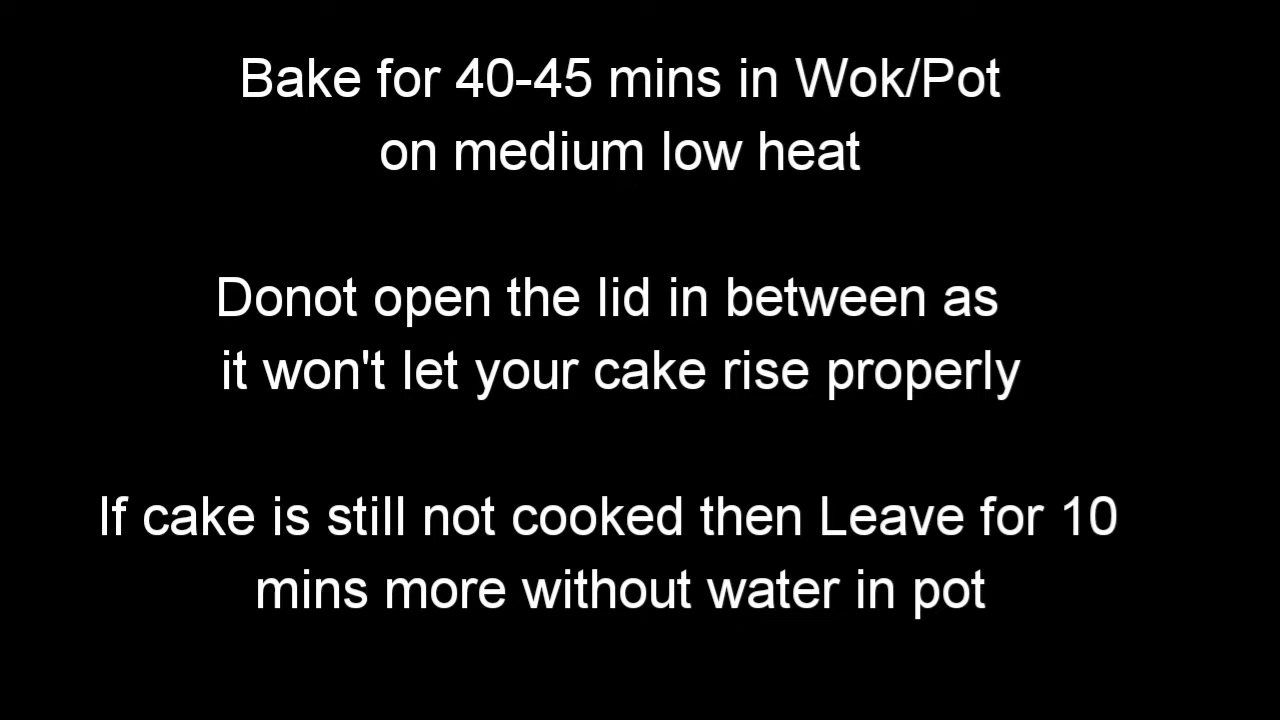 Bake for 40-45 mins in Wok/Pot
on medium low heat
Donot open the lid in between as
it won't let your cake rise properly
If cake is still not cooked then Leave for 10
mins more without water in pot